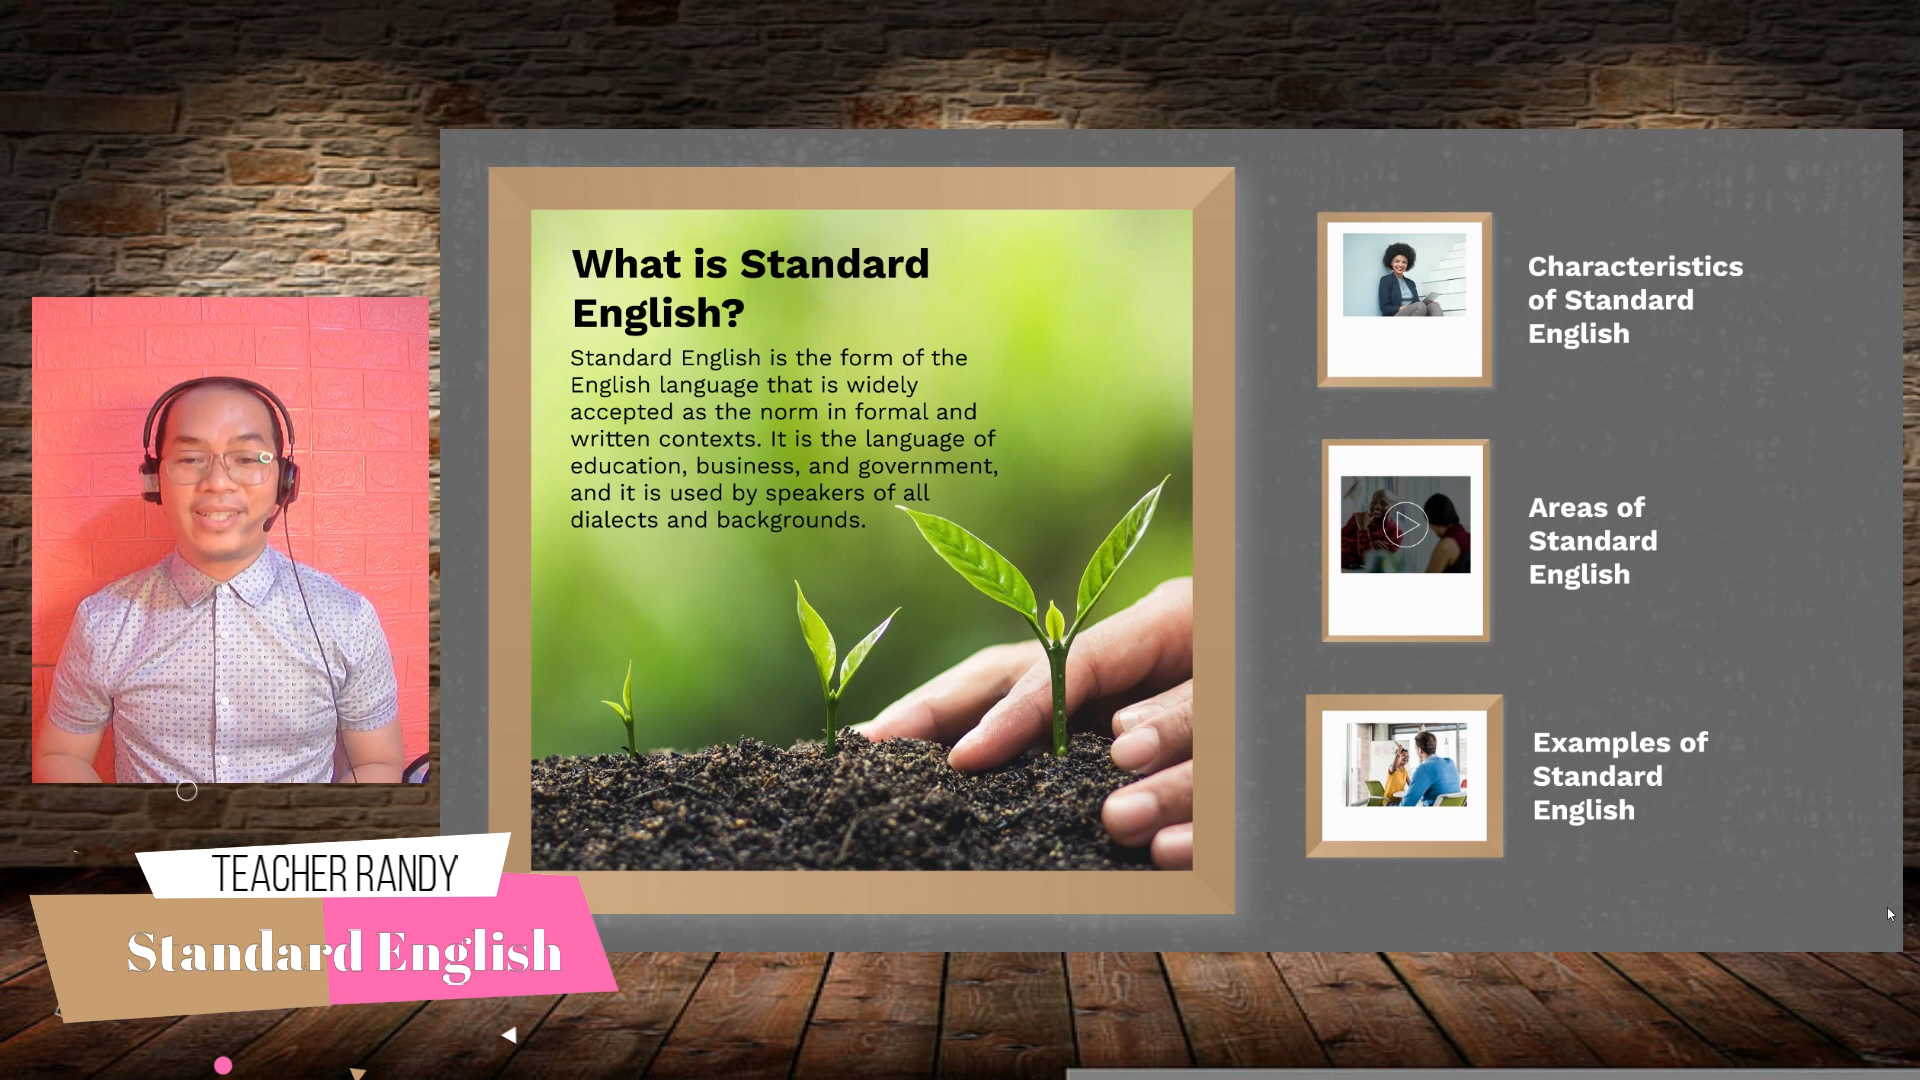 What is Standard
English?
Standard English is the form of the
English language that is widely
accepted as the norm in formal and
written contexts. It is the language of
education, business, and government,
and it is used by speakers of all
dialects and backgrounds.
Characteristics
of Standard
English
Areas of
Standard
English
Examples of
Standard
English
TEACHER RANDY
Standard English